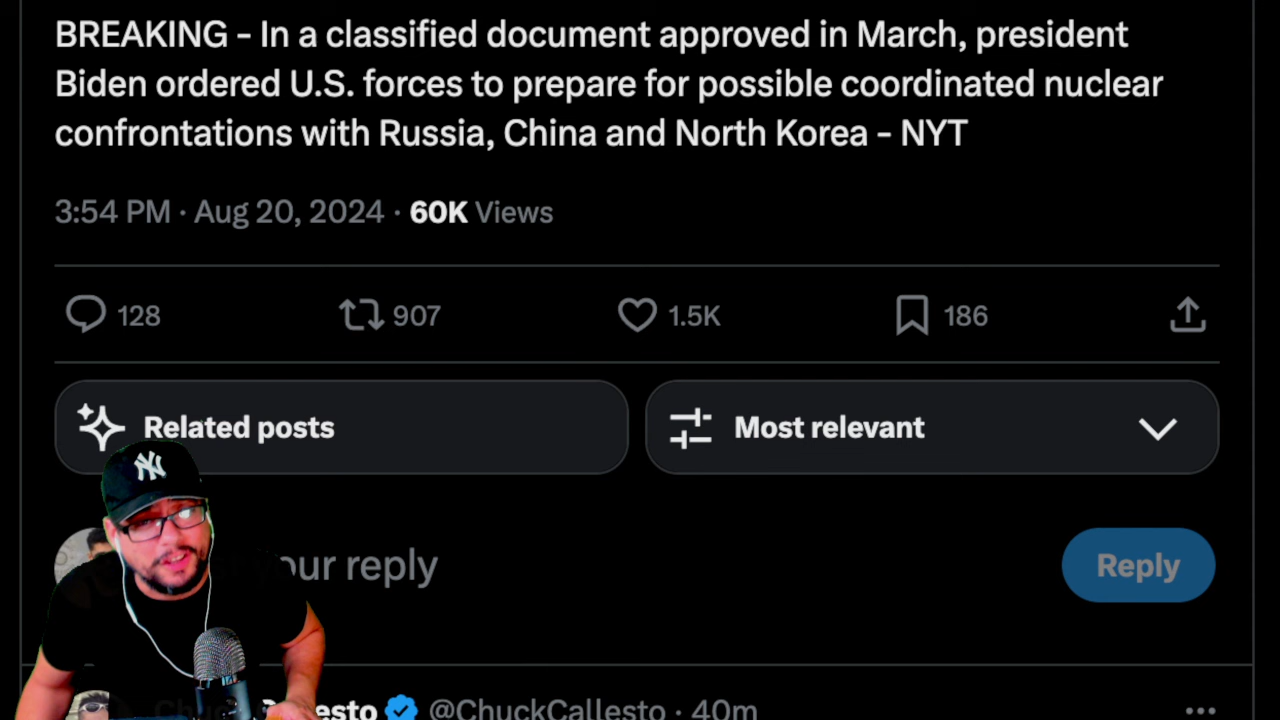 BREAKING - In a classified document approved in March, president
Biden ordered U.S. forces to prepare for possible coordinated nuclear
confrontations with Russia, China and North Korea - NYT
3:54 PM · Aug 20, 2024 · 60K Views
128 907 1.5K 186
Related posts Most relevant
NY
your reply Reply
@ChuckCallesto · 40m